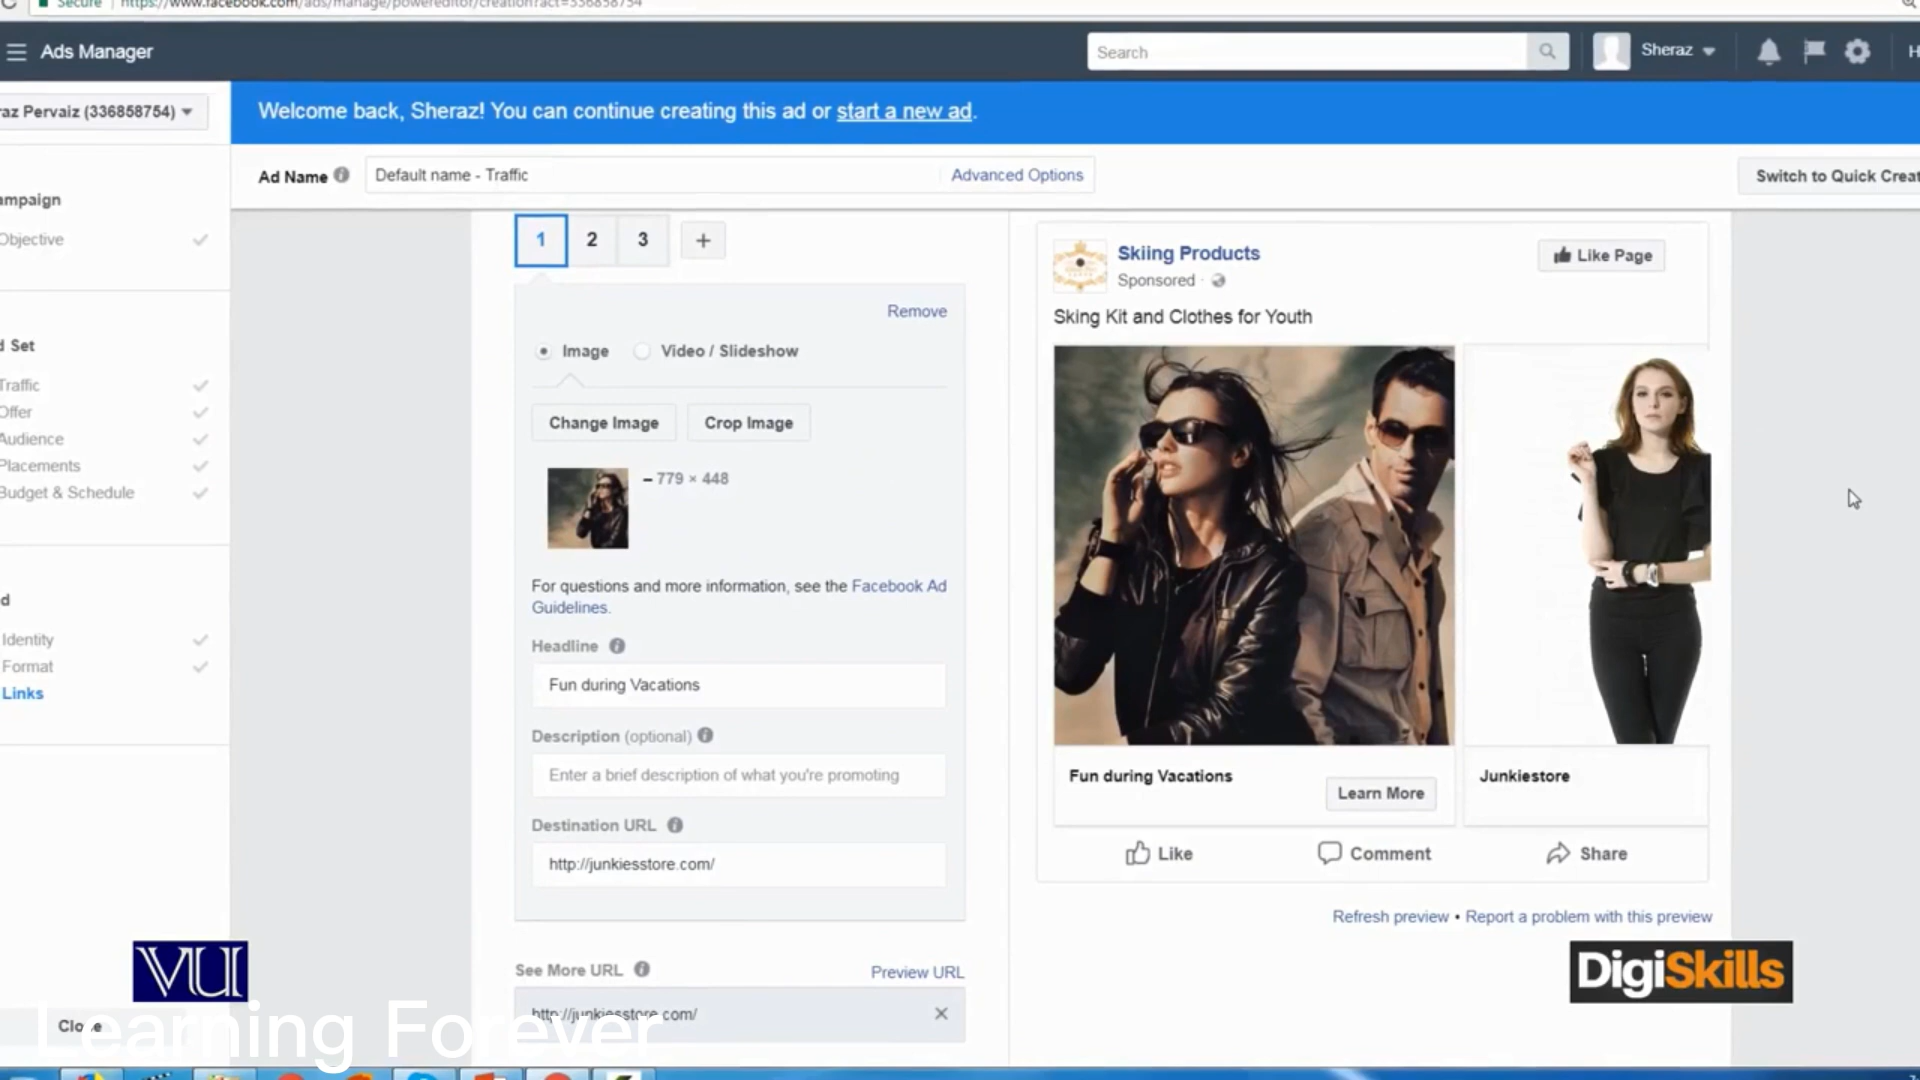 Secure | https://www.facebook.com/ads/manage/powereditor/creation?act=336858754
Ads Manager
Search
Sheraz
raz Pervaiz (336858754)
Welcome back, Sheraz! You can continue creating this ad or start a new ad.
Ad Name
Default name - Traffic
Advanced Options
Switch to Quick Creat
ampaign
Objective
d Set
Traffic
Offer
Audience
Placements
Budget & Schedule
d
Identity
Format
Links
Close
1 2 3 +
Remove
Image
Video / Slideshow
Change Image
Crop Image
– 779 × 448
For questions and more information, see the Facebook Ad
Guidelines.
Headline
Fun during Vacations
Description (optional)
Enter a brief description of what you're promoting
Destination URL
http://junkiesstore.com/
See More URL
Preview URL
http://junkiesstore.com/
Skiing Products
Sponsored ·
Like Page
Sking Kit and Clothes for Youth
Fun during Vacations
Learn More
Junkiestore
Like
Comment
Share
Refresh preview • Report a problem with this preview
VU
DigiSkills
Learning Forever